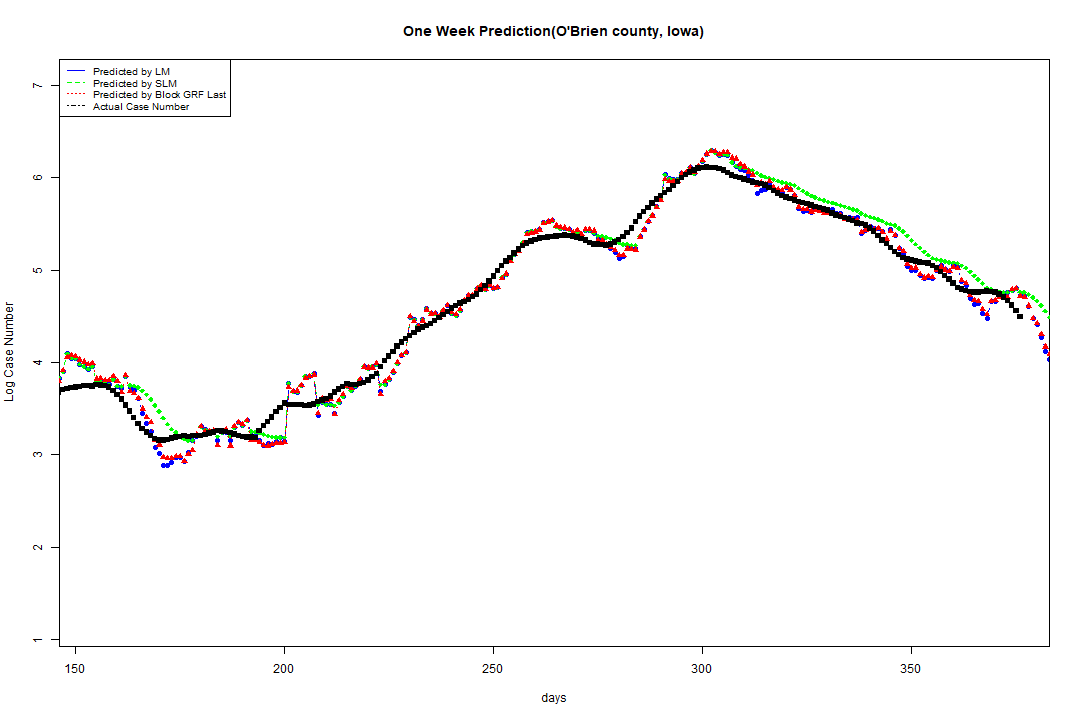 One Week Prediction(O'Brien county, Iowa)
Predicted by LM
Predicted by SLM
Predicted by Block GRF Last
Actual Case Number
Log Case Number
7
6
5
4
3
2
1
150 200 250 300 350
days